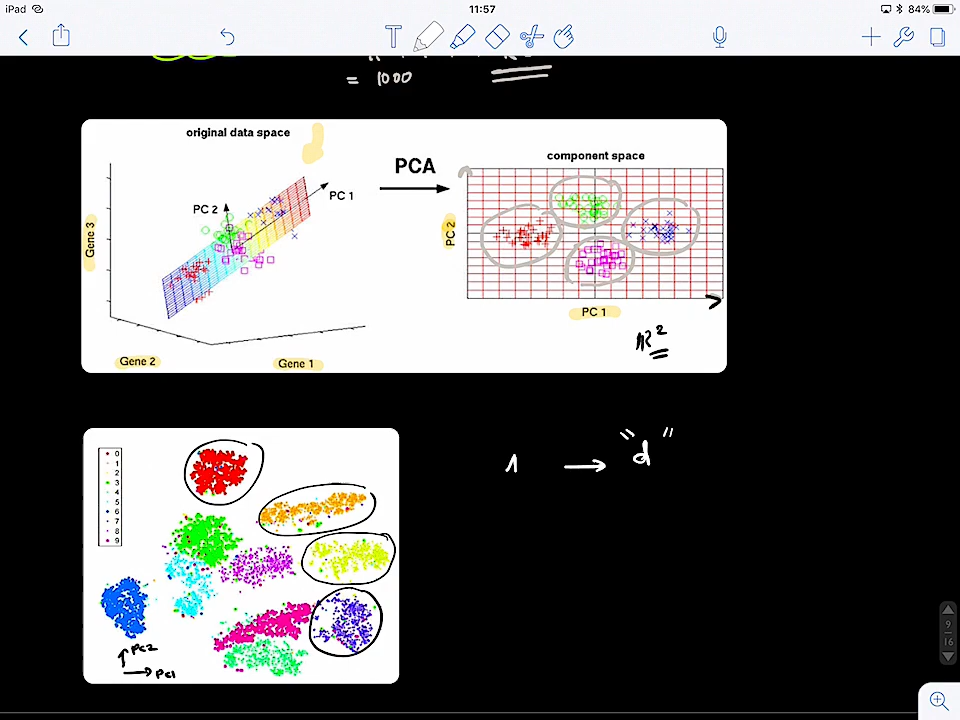 iPad 11:57 84%
= 1000
original data space
PCA
component space
PC 1
PC 2
Gene 3
PC 2
PC 1
Gene 2
Gene 1
ℝ²
0
1
2
3
4
5
6
7
8
9
1 → "d"
PC2
PC1
9
16